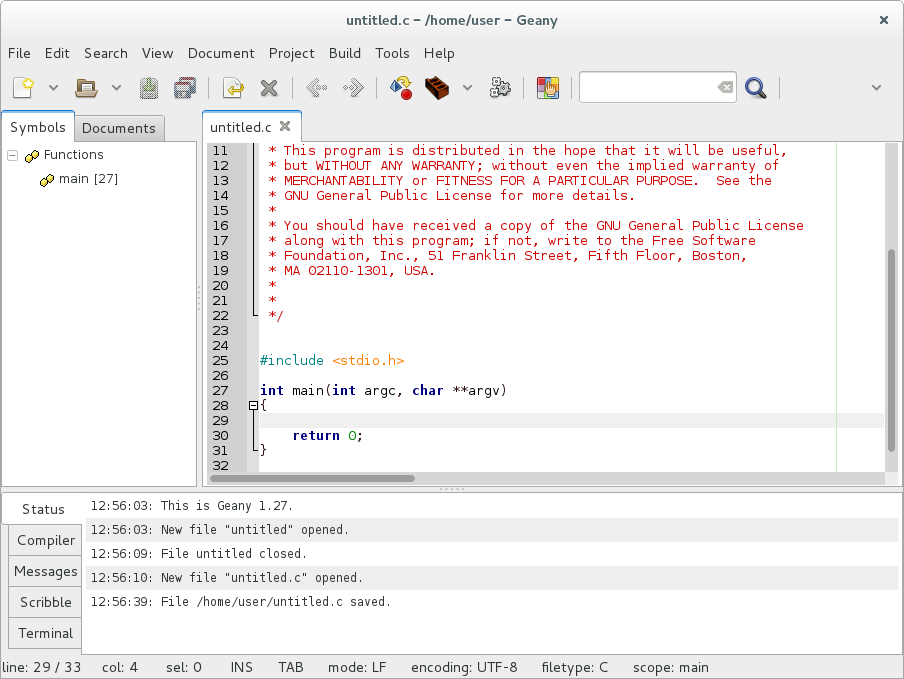 untitled.c – /home/user – Geany
File Edit Search View Document Project Build Tools Help
Symbols Documents
Functions
main [27]
untitled.c
11  * This program is distributed in the hope that it will be useful,
12  * but WITHOUT ANY WARRANTY; without even the implied warranty of
13  * MERCHANTABILITY or FITNESS FOR A PARTICULAR PURPOSE.  See the
14  * GNU General Public License for more details.
15  *
16  * You should have received a copy of the GNU General Public License
17  * along with this program; if not, write to the Free Software
18  * Foundation, Inc., 51 Franklin Street, Fifth Floor, Boston,
19  * MA 02110-1301, USA.
20  *
21  *
22  */
23
24
25 #include <stdio.h>
26
27 int main(int argc, char **argv)
28 {
29
30     return 0;
31 }
32
Status
Compiler
Messages
Scribble
Terminal
12:56:03: This is Geany 1.27.
12:56:03: New file "untitled" opened.
12:56:09: File untitled closed.
12:56:10: New file "untitled.c" opened.
12:56:39: File /home/user/untitled.c saved.
line: 29 / 33 col: 4 sel: 0 INS TAB mode: LF encoding: UTF-8 filetype: C scope: main